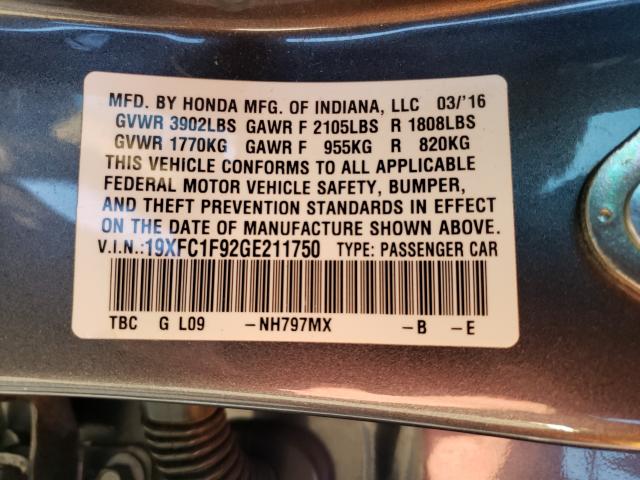 MFD. BY HONDA MFG. OF INDIANA, LLC 03/'16
GVWR 3902LBS GAWR F 2105LBS R 1808LBS
GVWR 1770KG GAWR F 955KG R 820KG
THIS VEHICLE CONFORMS TO ALL APPLICABLE
FEDERAL MOTOR VEHICLE SAFETY, BUMPER,
AND THEFT PREVENTION STANDARDS IN EFFECT
ON THE DATE OF MANUFACTURE SHOWN ABOVE.
V.I.N.:19XFC1F92GE211750 TYPE: PASSENGER CAR
TBC G L09 -NH797MX -B -E